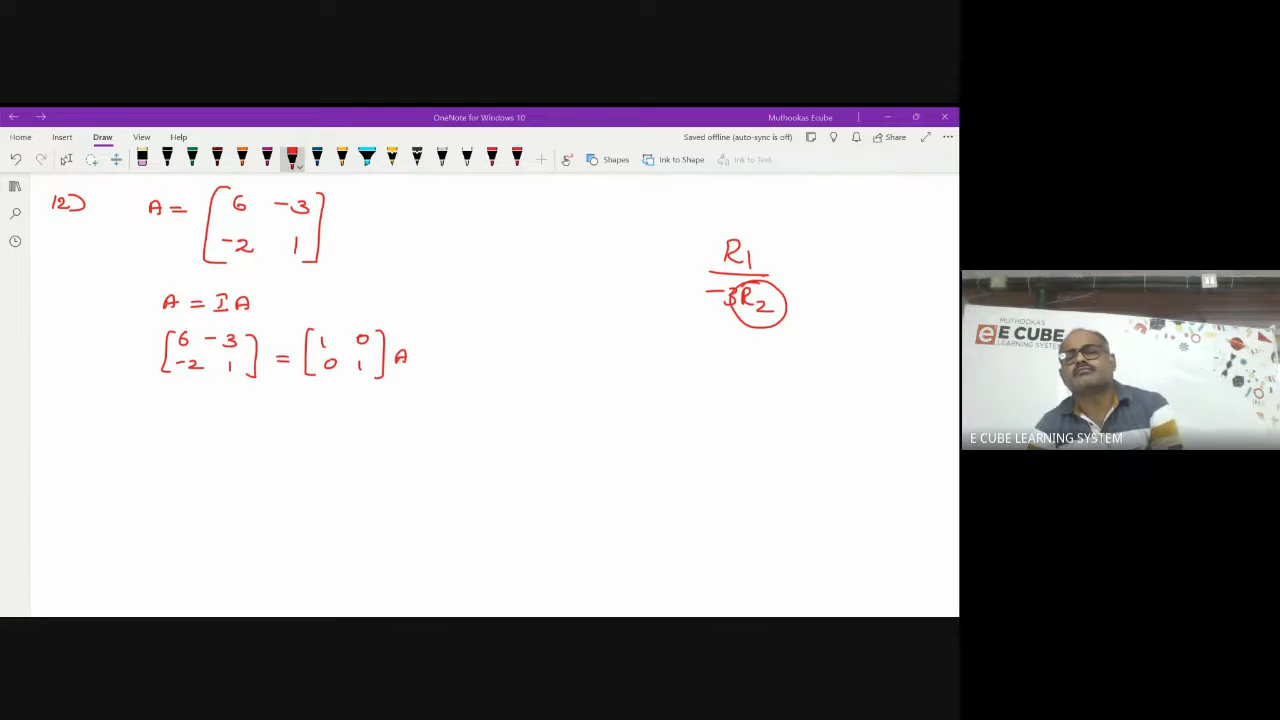 OneNote for Windows 10
Muthookas Ecube
Home Insert Draw View Help
Saved offline (auto-sync is off)
Share
Shapes
Ink to Shape
Ink to Text
12) A = [ 6 -3
-2 1 ]
A = IA
[ 6 -3
-2 1 ] = [ 1 0
0 1 ] A
R1
-3R2
MUTHOOKAS
e E CUBE
LEARNING SYSTEM
E CUBE LEARNING SYSTEM